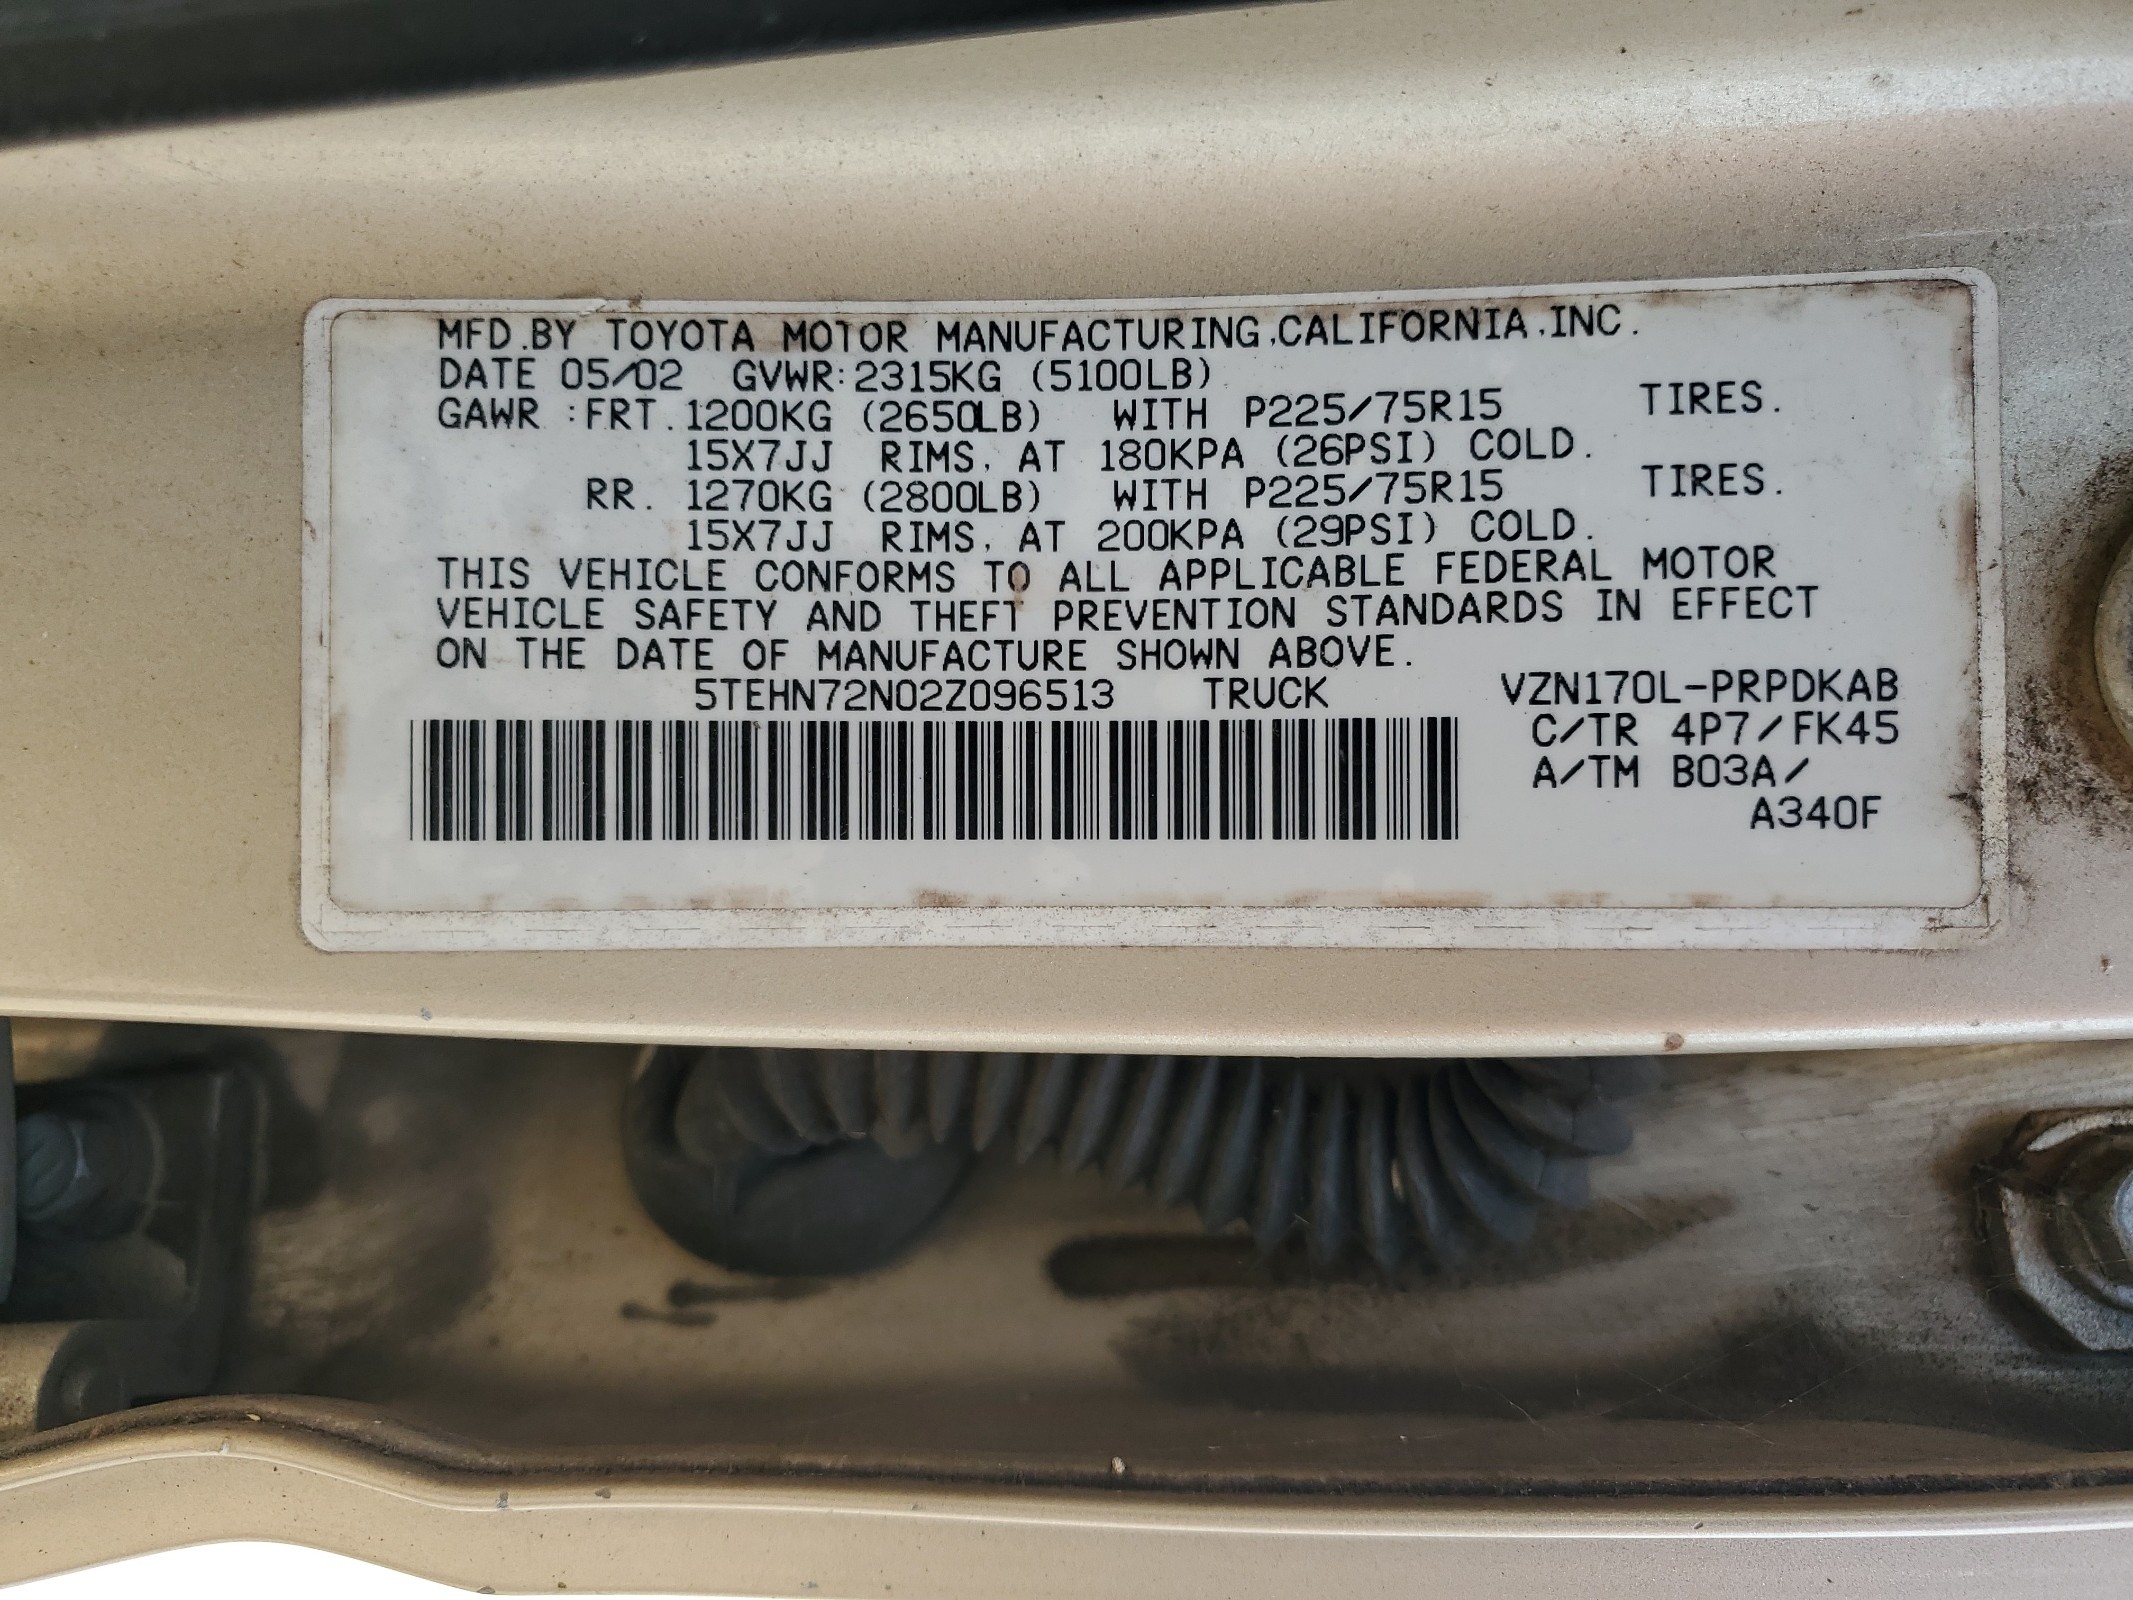 MFD.BY TOYOTA MOTOR MANUFACTURING,CALIFORNIA,INC.
DATE 05/02 GVWR:2315KG (5100LB)
GAWR :FRT. 1200KG (2650LB) WITH P225/75R15 TIRES.
15X7JJ RIMS, AT 180KPA (26PSI) COLD.
RR. 1270KG (2800LB) WITH P225/75R15 TIRES.
15X7JJ RIMS, AT 200KPA (29PSI) COLD.
THIS VEHICLE CONFORMS TO ALL APPLICABLE FEDERAL MOTOR
VEHICLE SAFETY AND THEFT PREVENTION STANDARDS IN EFFECT
ON THE DATE OF MANUFACTURE SHOWN ABOVE.
5TEHN72N02Z096513 TRUCK VZN170L-PRPDKAB
C/TR 4P7/FK45
A/TM B03A/
A340F